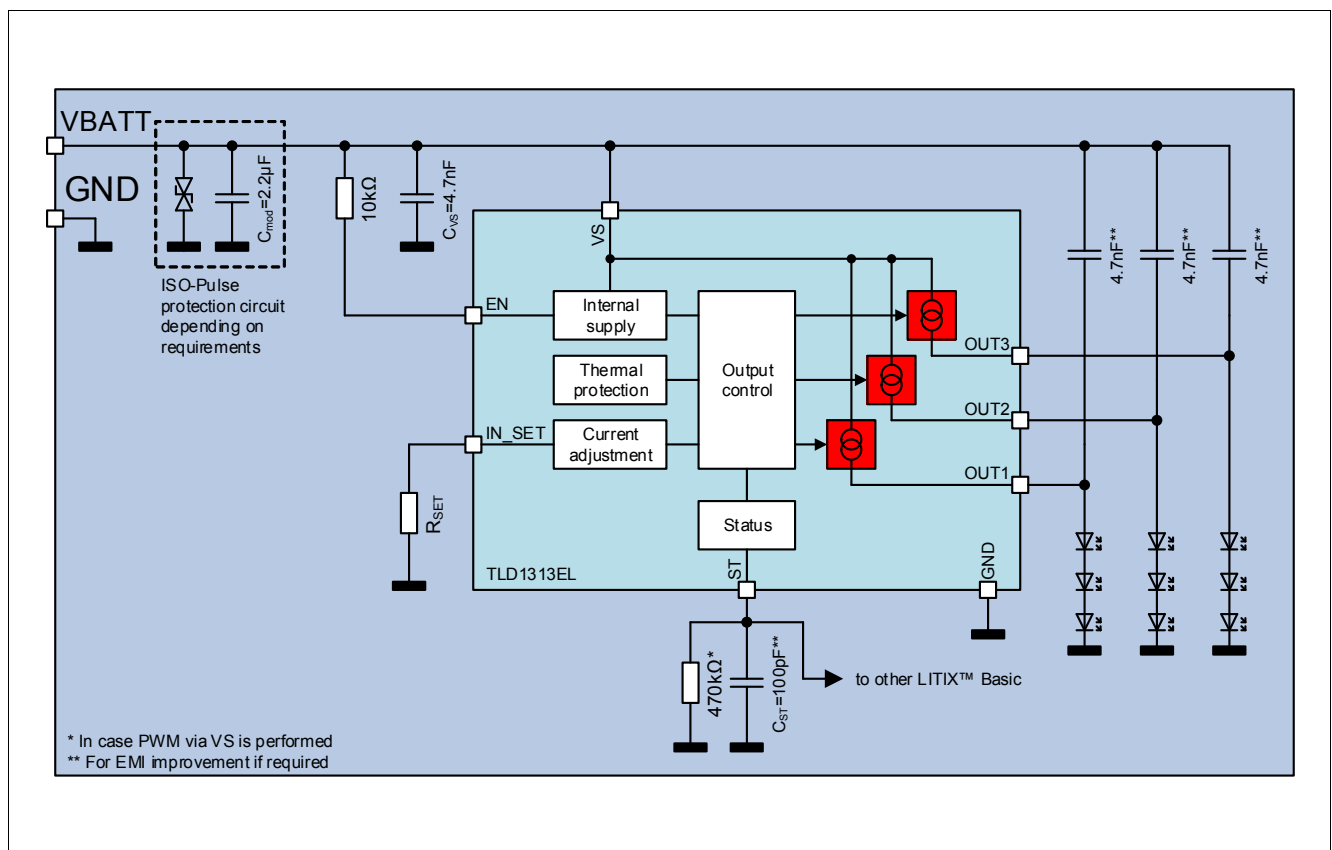 VBATT
GND
Cmod=2.2µF
10kΩ
CVS=4.7nF
ISO-Pulse
protection circuit
depending on
requirements
VS
EN
Internal
supply
Thermal
protection
Output
control
IN_SET
Current
adjustment
OUT3
OUT2
OUT1
4.7nF**
4.7nF**
4.7nF**
RSET
Status
ST
GND
TLD1313EL
470kΩ*
CST=100pF**
to other LITIX™ Basic
* In case PWM via VS is performed
** For EMI improvement if required